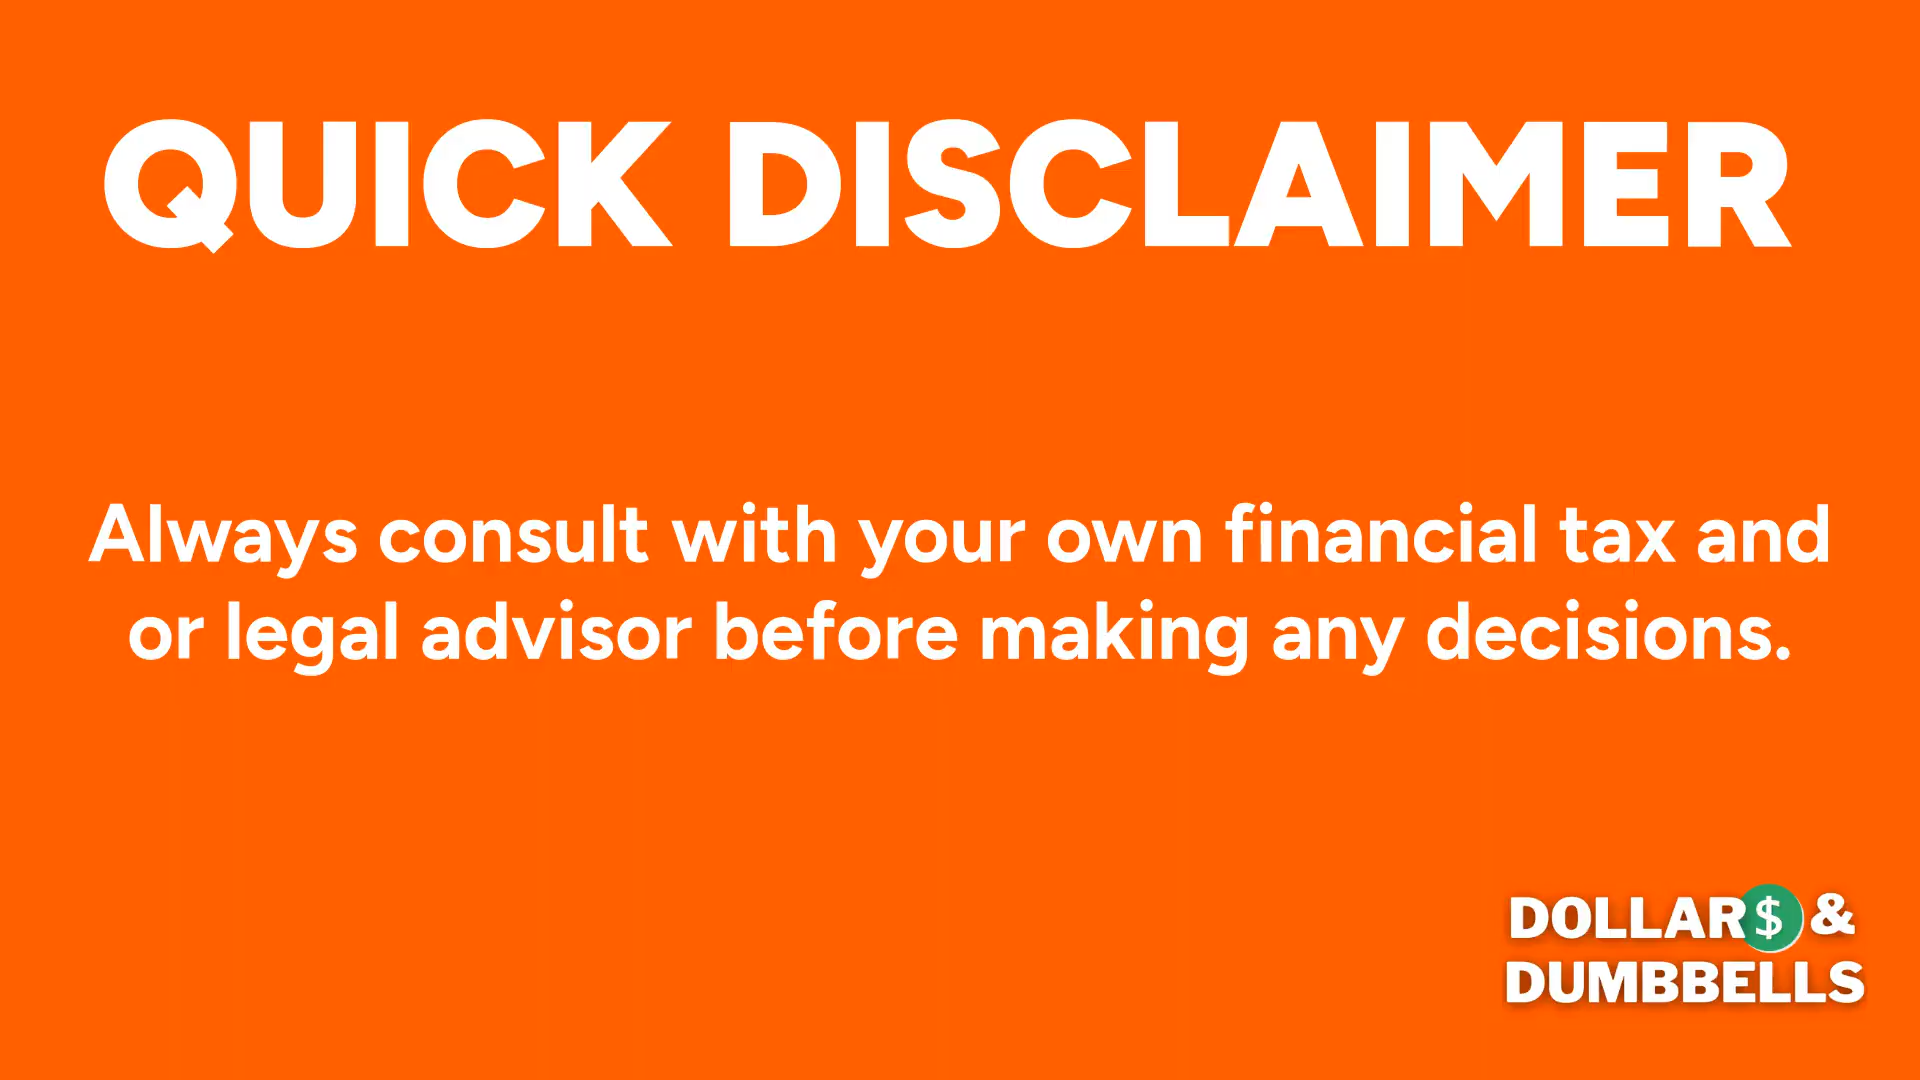 QUICK DISCLAIMER
Always consult with your own financial tax and
or legal advisor before making any decisions.
DOLLAR$ &
DUMBBELLS